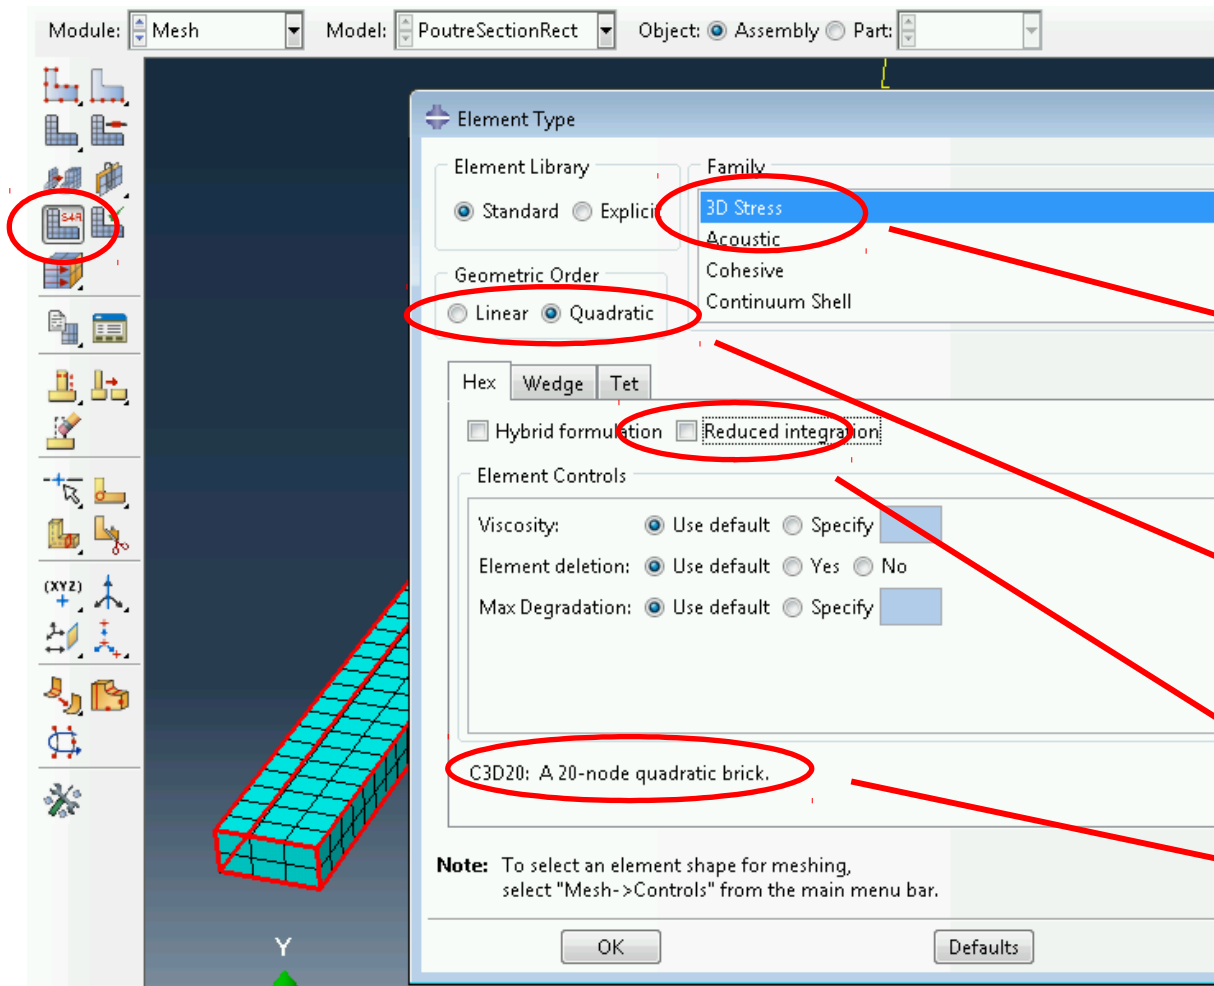 Module: Mesh Model: PoutreSectionRect Object: Assembly Part:
Element Type
Element Library Family
Standard Explicit 3D Stress
Acoustic
Geometric Order Cohesive
Linear Quadratic Continuum Shell
Hex Wedge Tet
Hybrid formulation Reduced integration
Element Controls
Viscosity: Use default Specify
Element deletion: Use default Yes No
Max Degradation: Use default Specify
C3D20: A 20-node quadratic brick.
Note: To select an element shape for meshing,
select "Mesh->Controls" from the main menu bar.
OK Defaults
S4R
(XYZ)
Y